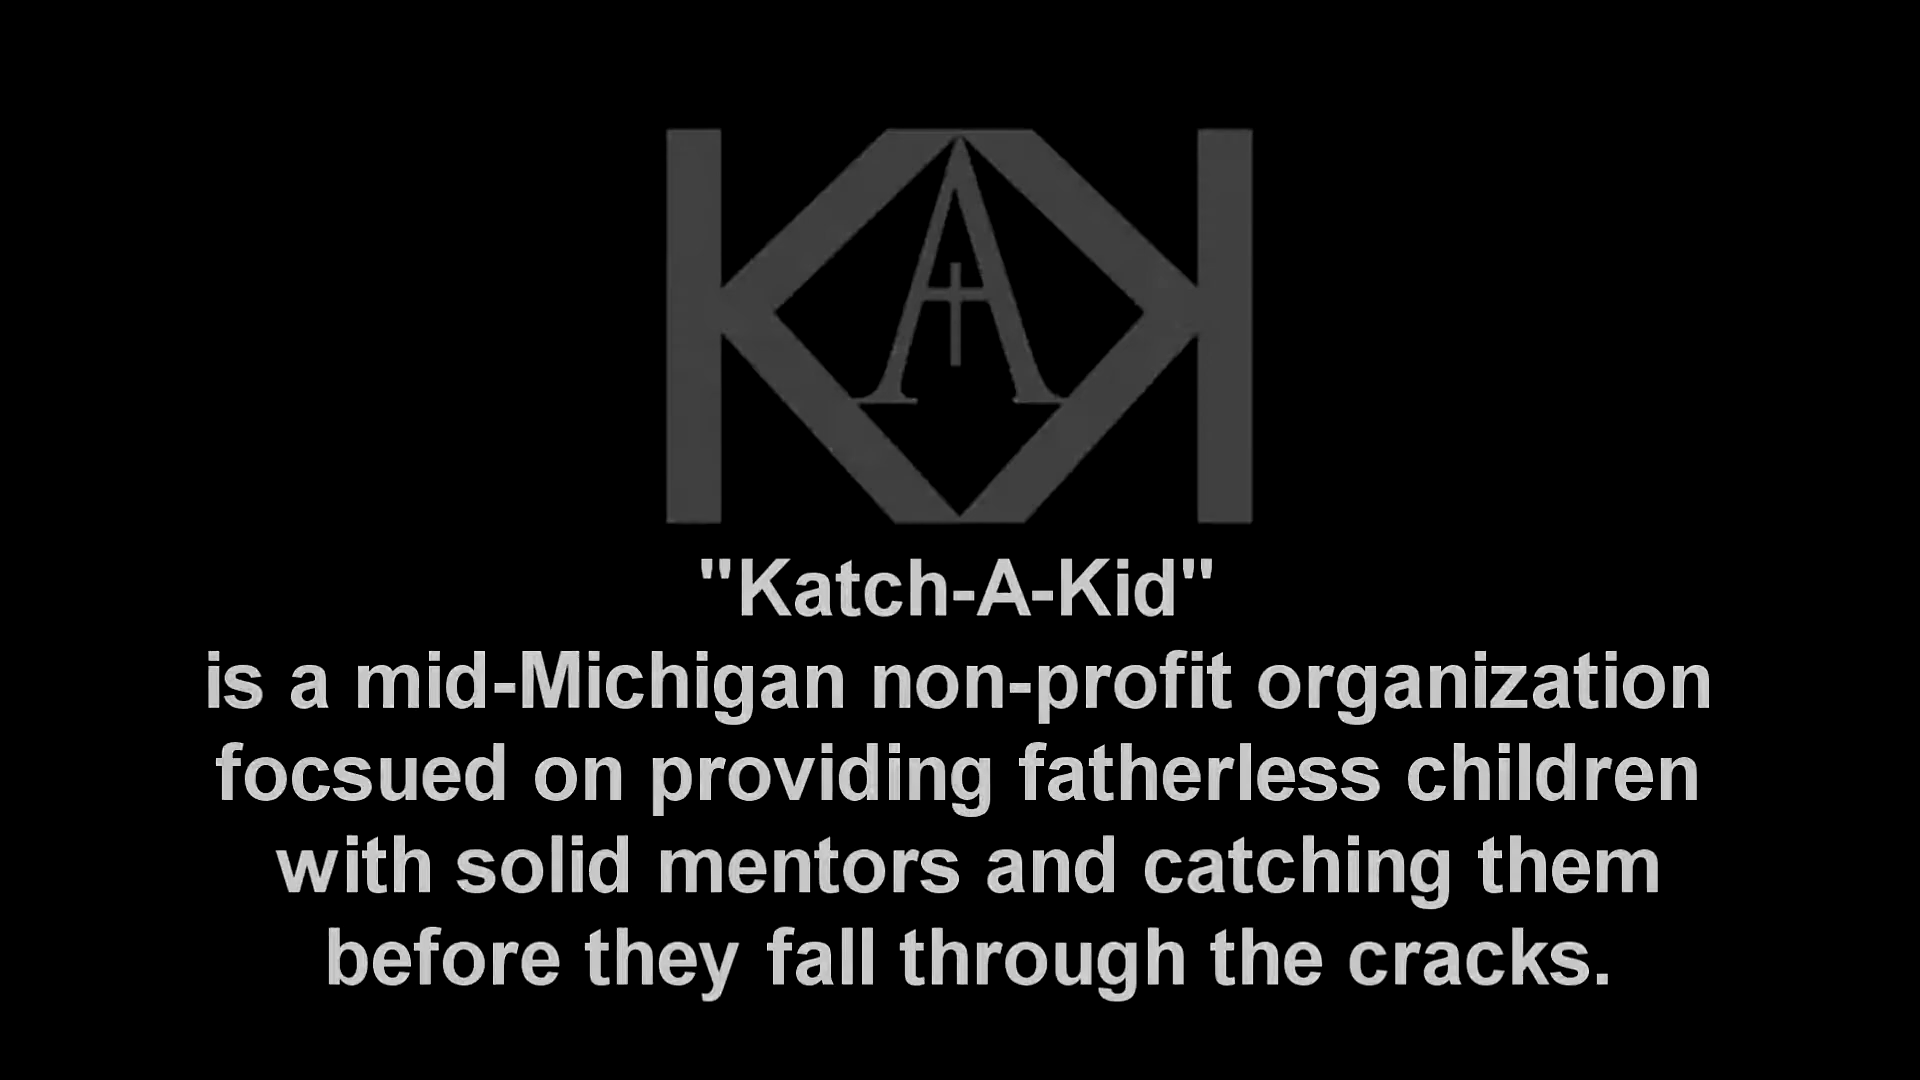 KAK
"Katch-A-Kid"
is a mid-Michigan non-profit organization
focsued on providing fatherless children
with solid mentors and catching them
before they fall through the cracks.